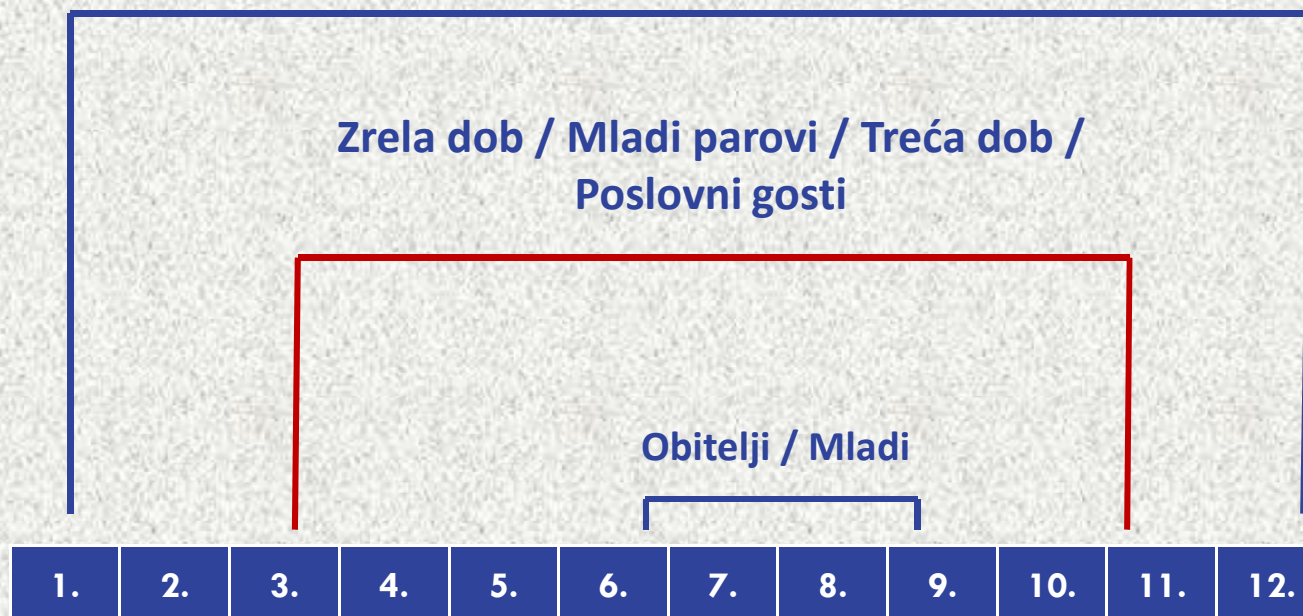 Zrela dob / Mladi parovi / Treća dob /
Poslovni gosti
Obitelji / Mladi
1. 2. 3. 4. 5. 6. 7. 8. 9. 10. 11. 12.